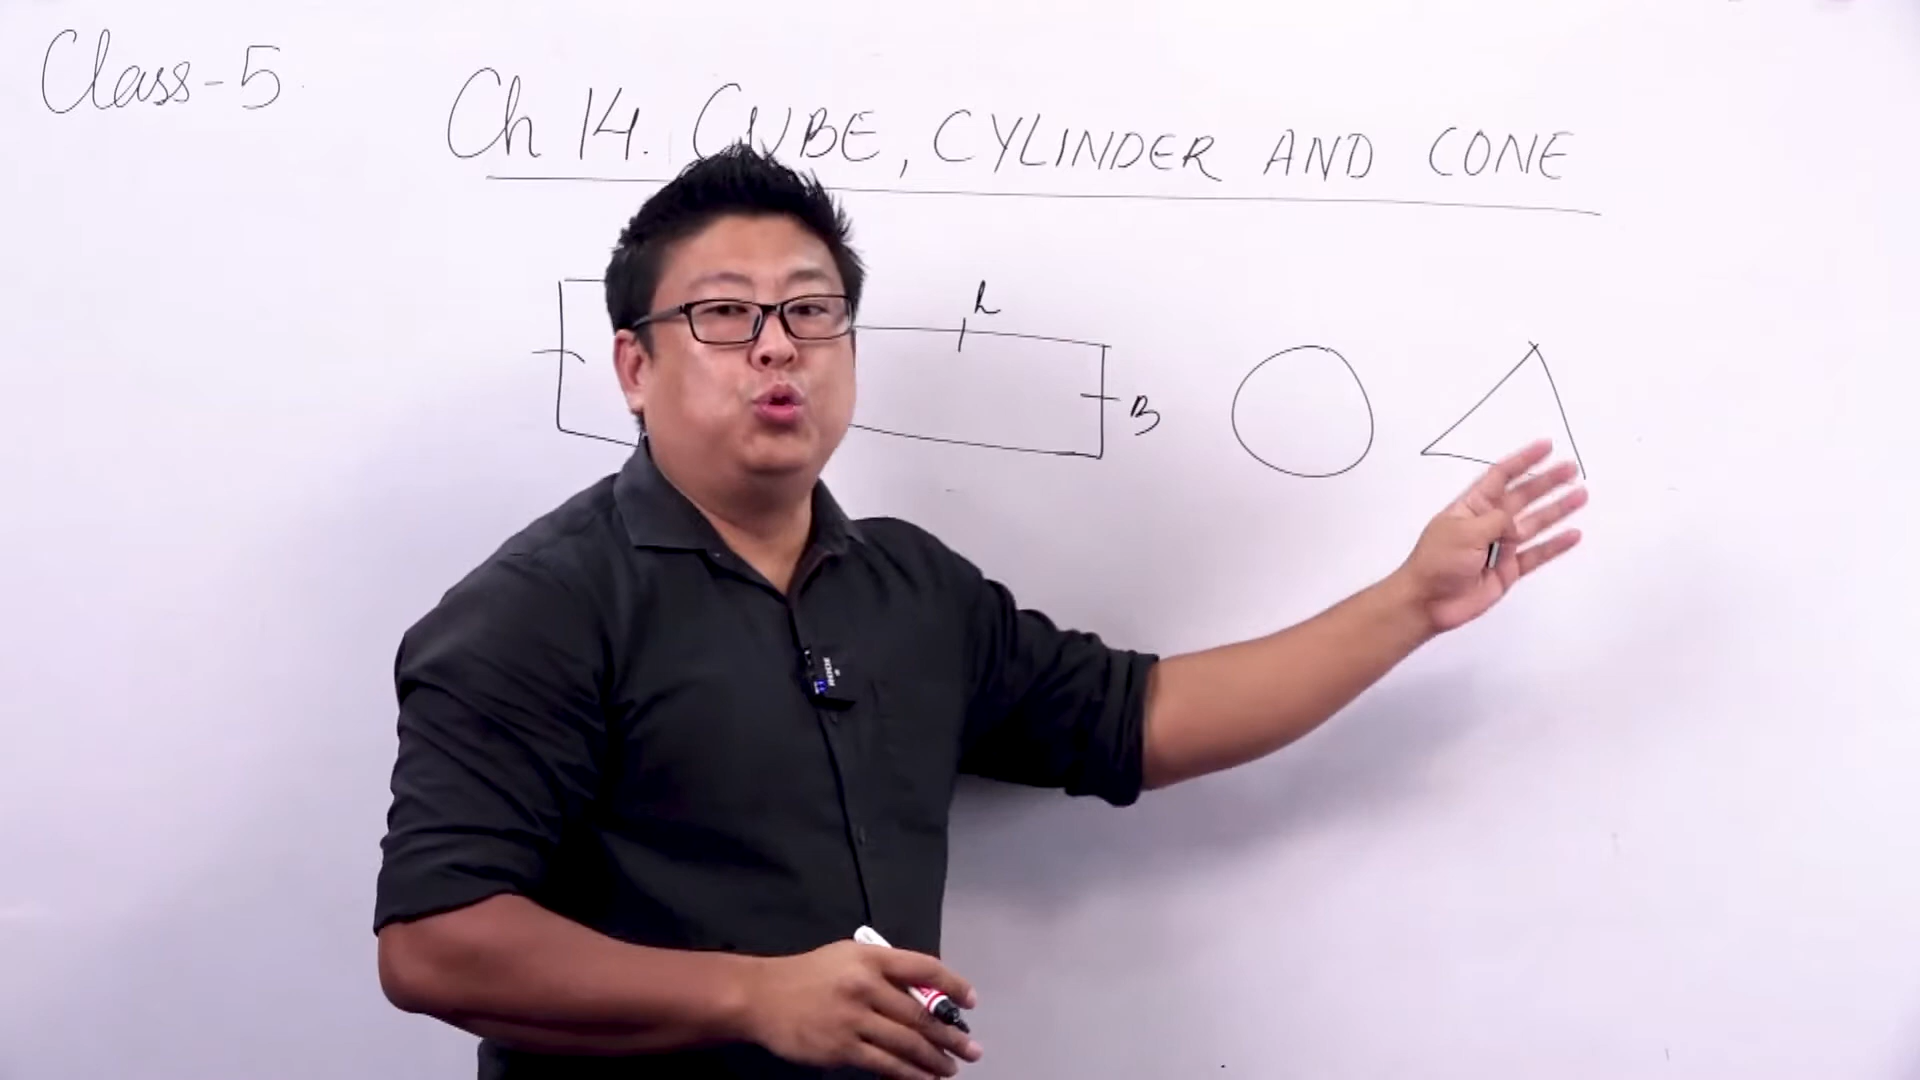 Class-5
Ch 14. CUBE, CYLINDER AND CONE
L
B